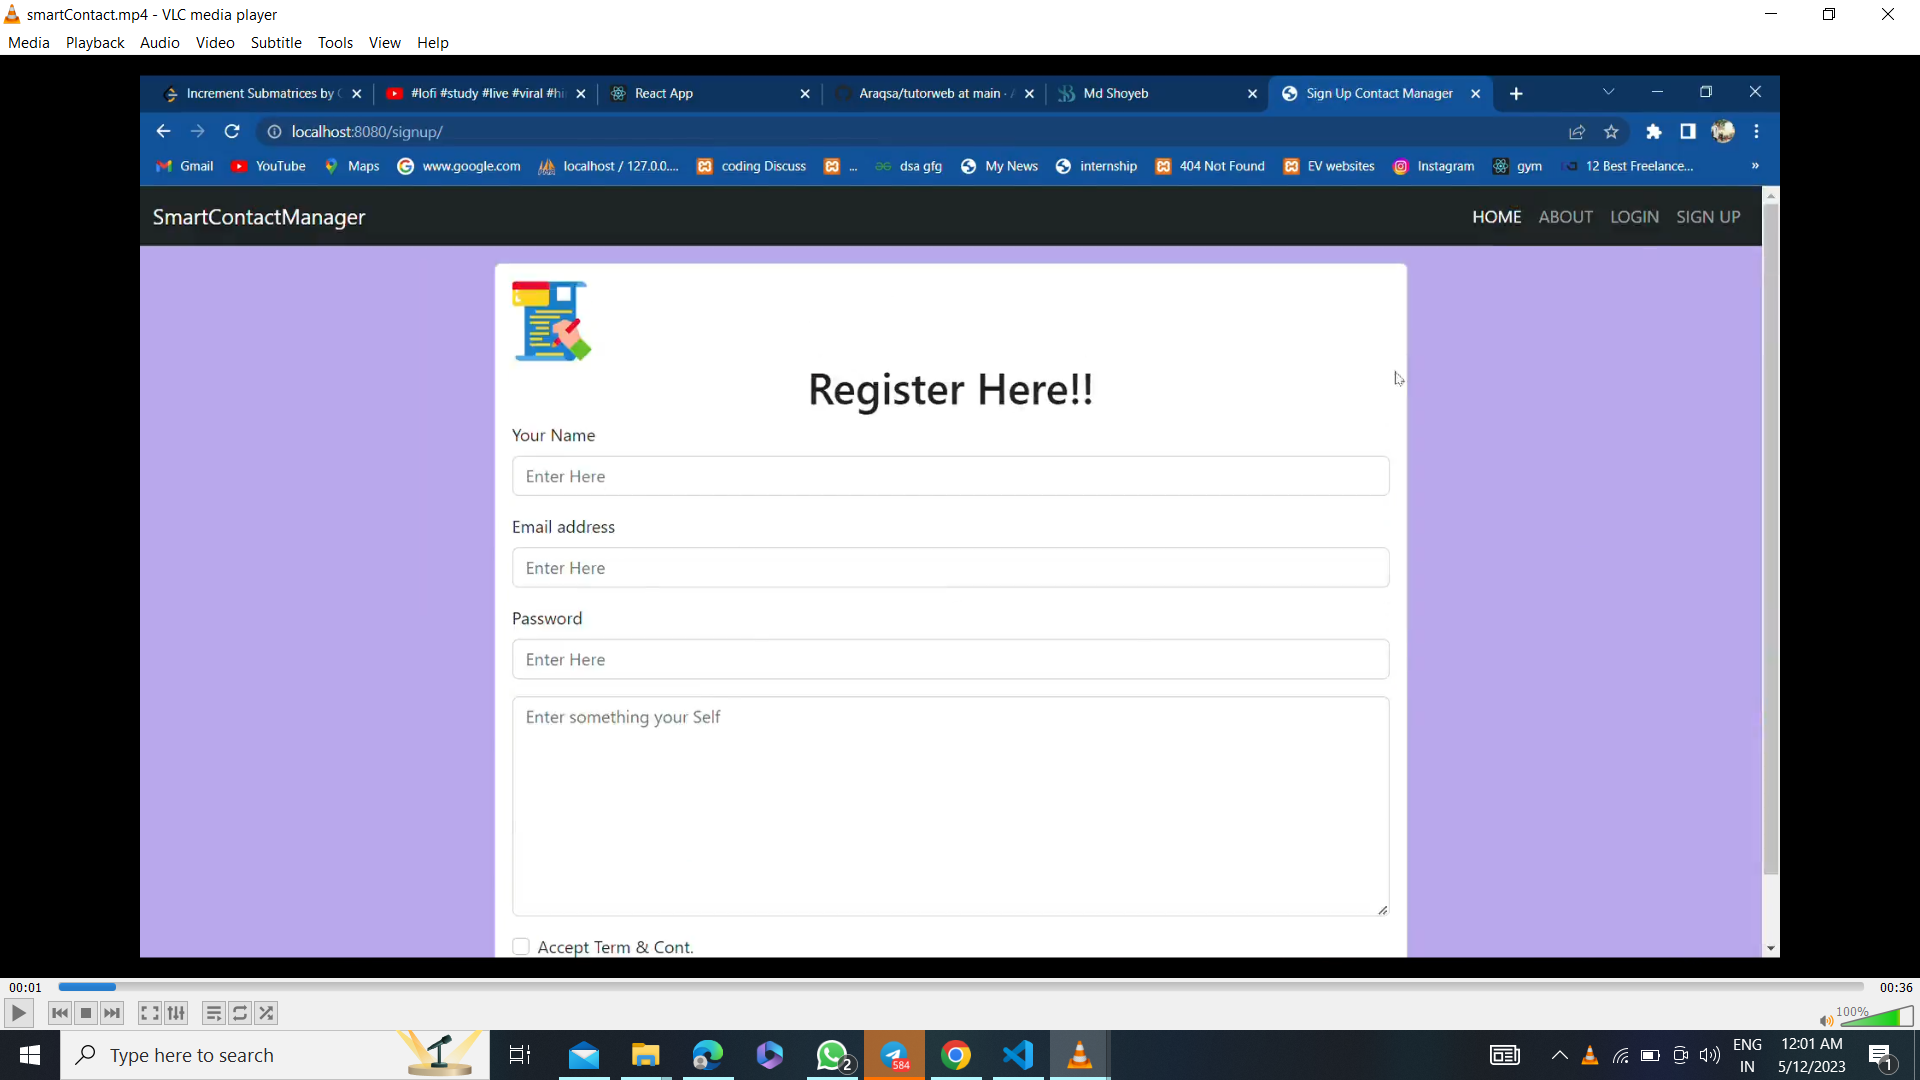 smartContact.mp4 - VLC media player
Media Playback Audio Video Subtitle Tools View Help
Increment Submatrices by #lofi #study #live #viral #hi React App Araqsa/tutorweb at main · Md Shoyeb Sign Up Contact Manager
localhost:8080/signup/
Gmail YouTube Maps www.google.com localhost / 127.0.0.... coding Discuss ... dsa gfg My News internship 404 Not Found EV websites Instagram gym 12 Best Freelance... »
SmartContactManager HOME ABOUT LOGIN SIGN UP
Register Here!!
Your Name
Enter Here
Email address
Enter Here
Password
Enter Here
Enter something your Self
Accept Term & Cont.
00:01 00:36
100%
Type here to search 2 584 ENG IN 12:01 AM 5/12/2023 1